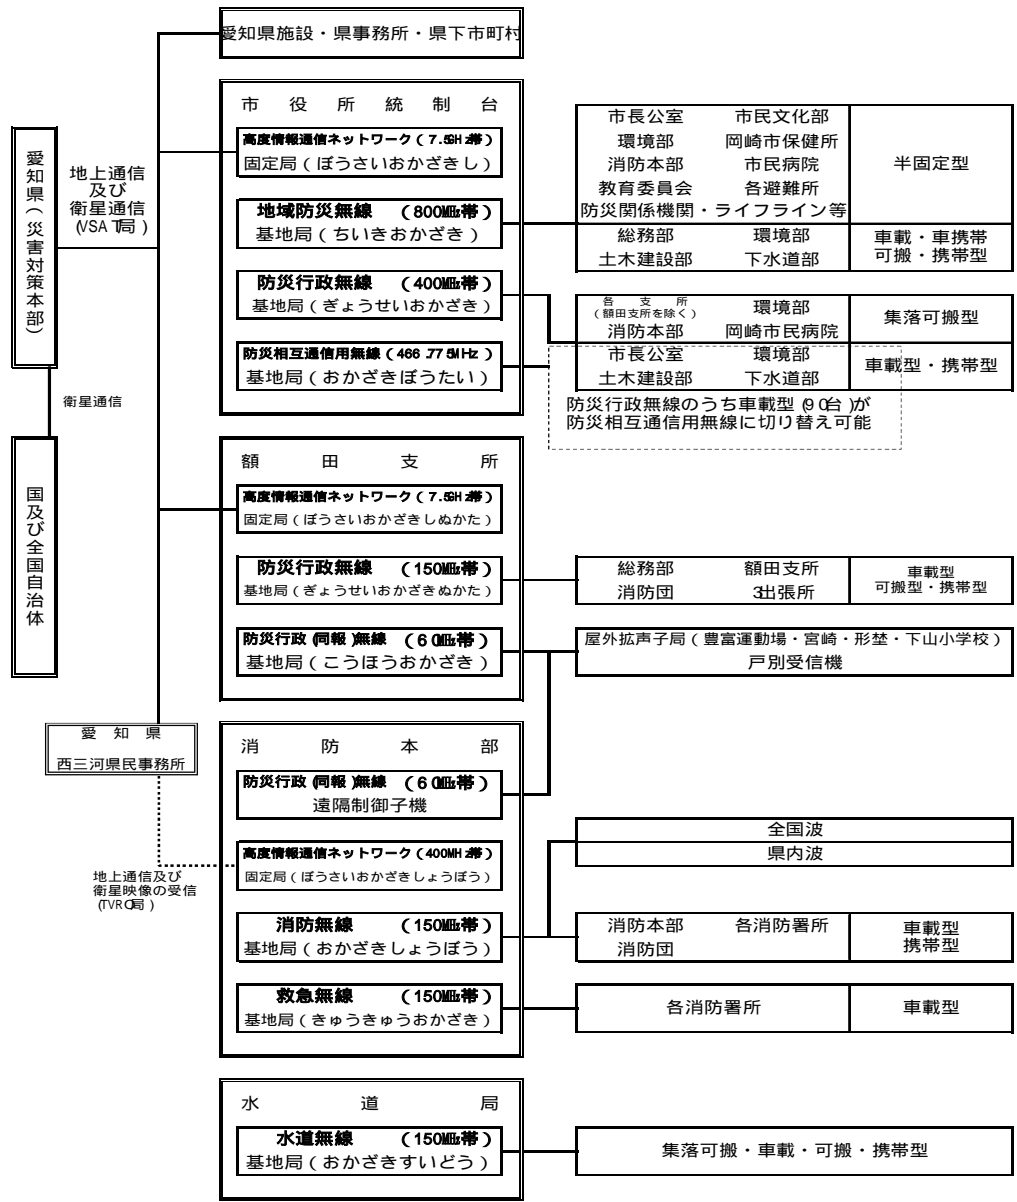 愛知県施設・県事務所・県下市町村
愛知県（災害対策本部）
地上通信
及び
衛星通信
(VSAT局)
衛星通信
国及び全国自治体
市役所統制台
高度情報通信ネットワーク（7.5GHz帯）
固定局（ぼうさいおかざきし）
地域防災無線　（800MHz帯）
基地局（ちいきおかざき）
防災行政無線　（400MHz帯）
基地局（ぎょうせいおかざき）
防災相互通信用無線（466.775MHz）
基地局（おかざきぼうたい）
市長公室　市民文化部
環境部　岡崎市保健所
消防本部　市民病院
教育委員会　各避難所
防災関係機関・ライフライン等
半固定型
総務部　環境部
土木建設部　下水道部
車載・車携帯
可搬・携帯型
各支所　環境部
（額田支所を除く）
消防本部　岡崎市民病院
集落可搬型
市長公室　環境部
土木建設部　下水道部
車載型・携帯型
防災行政無線のうち車載型(90台)が
防災相互通信用無線に切り替え可能
額田支所
高度情報通信ネットワーク（7.5GHz帯）
固定局（ぼうさいおかざきしぬかた）
防災行政無線　（150MHz帯）
基地局（ぎょうせいおかざきぬかた）
防災行政(同報)無線　（60MHz帯）
基地局（こうほうおかざき）
総務部　額田支所
消防団　3出張所
車載型
可搬型・携帯型
屋外拡声子局（豊富運動場・宮崎・形埜・下山小学校）
戸別受信機
愛知県
西三河県民事務所
地上通信及び
衛星映像の受信
(TVRO局)
消防本部
防災行政(同報)無線　（60MHz帯）
遠隔制御子機
高度情報通信ネットワーク（400MHz帯）
固定局（ぼうさいおかざきしょうぼう）
消防無線　（150MHz帯）
基地局（おかざきしょうぼう）
救急無線　（150MHz帯）
基地局（きゅうきゅうおかざき）
全国波
県内波
消防本部　各消防署所
消防団
車載型
携帯型
各消防署所
車載型
水道局
水道無線　（150MHz帯）
基地局（おかざきすいどう）
集落可搬・車載・可搬・携帯型